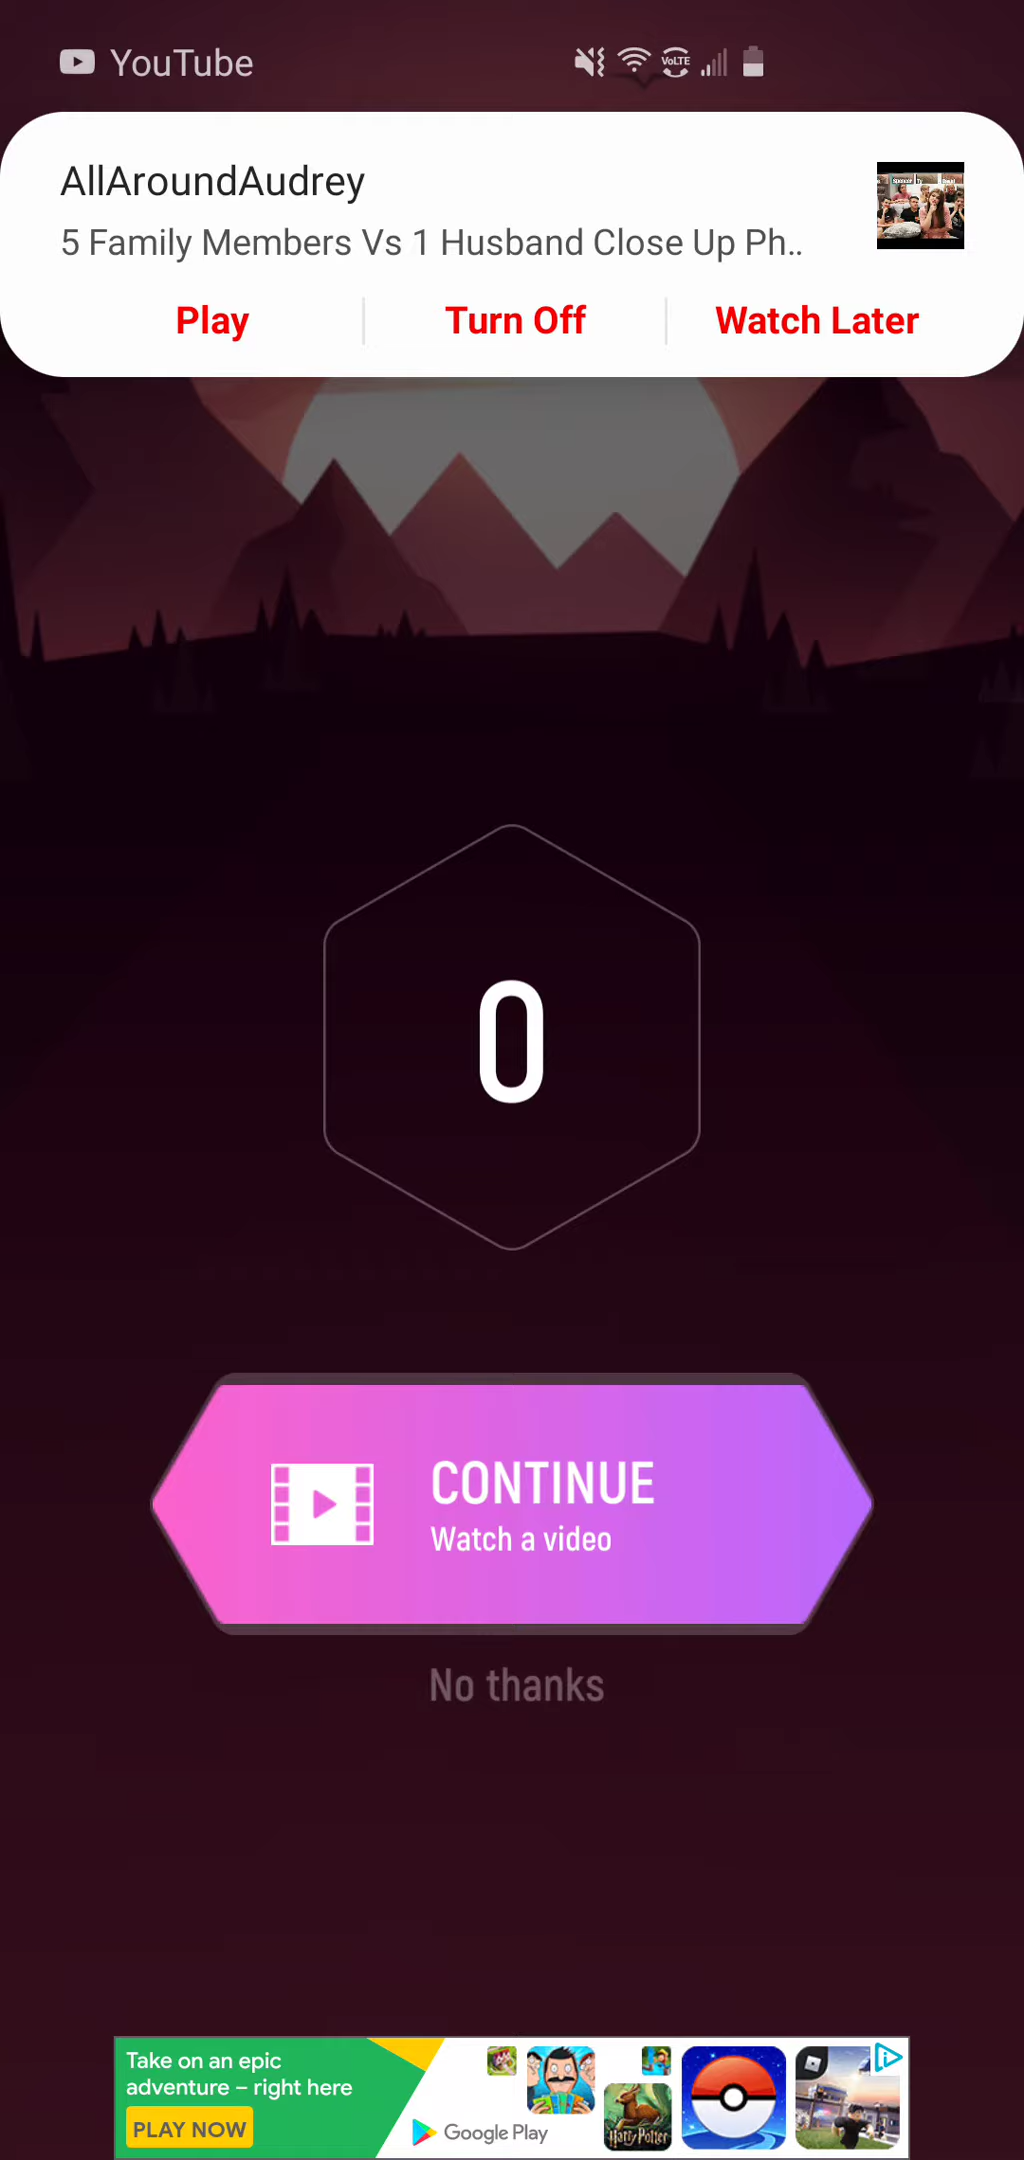 YouTube
VoLTE
AllAroundAudrey
5 Family Members Vs 1 Husband Close Up Ph..
Play
Turn Off
Watch Later
0
CONTINUE
Watch a video
No thanks
Take on an epic
adventure – right here
PLAY NOW
Google Play
Harry Potter